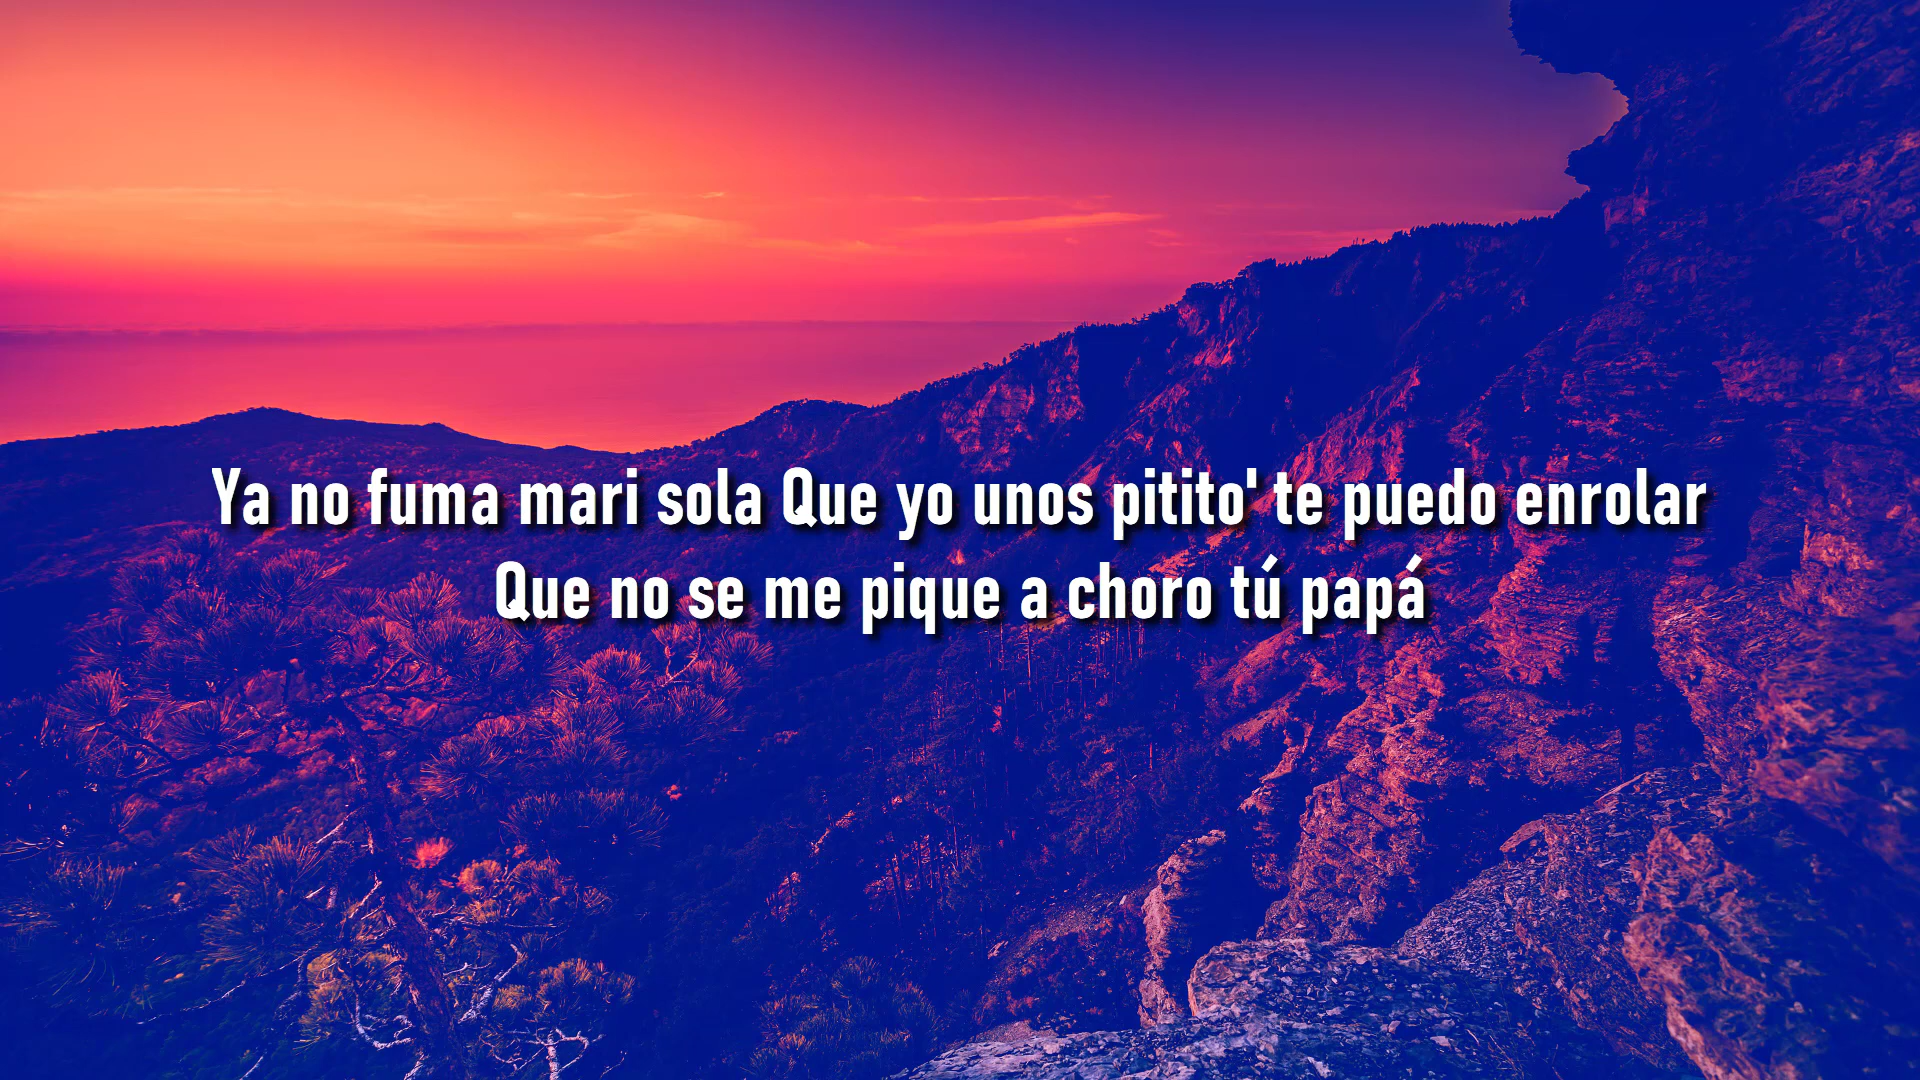 Ya no fuma mari sola Que yo unos pitito' te puedo enrolar
Que no se me pique a choro tú papá